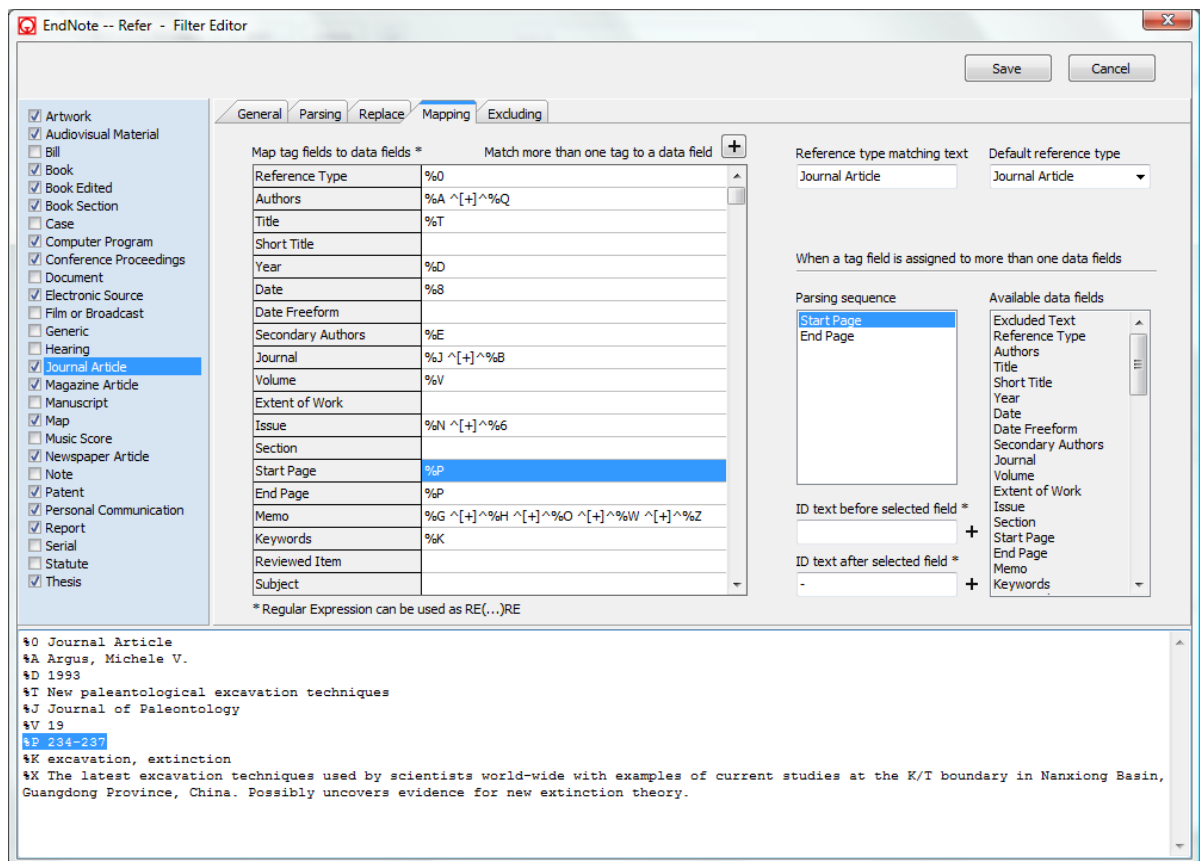 EndNote -- Refer - Filter Editor
Save
Cancel
Artwork
Audiovisual Material
Bill
Book
Book Edited
Book Section
Case
Computer Program
Conference Proceedings
Document
Electronic Source
Film or Broadcast
Generic
Hearing
Journal Article
Magazine Article
Manuscript
Map
Music Score
Newspaper Article
Note
Patent
Personal Communication
Report
Serial
Statute
Thesis
General
Parsing
Replace
Mapping
Excluding
Map tag fields to data fields *
Match more than one tag to a data field
+
Reference Type %0
Authors %A ^[+]^%Q
Title %T
Short Title
Year %D
Date %8
Date Freeform
Secondary Authors %E
Journal %J ^[+]^%B
Volume %V
Extent of Work
Issue %N ^[+]^%6
Section
Start Page %P
End Page %P
Memo %G ^[+]^%H ^[+]^%O ^[+]^%W ^[+]^%Z
Keywords %K
Reviewed Item
Subject
* Regular Expression can be used as RE(...)RE
Reference type matching text
Journal Article
Default reference type
Journal Article
When a tag field is assigned to more than one data fields
Parsing sequence
Start Page
End Page
ID text before selected field *
+
ID text after selected field *
-
+
Available data fields
Excluded Text
Reference Type
Authors
Title
Short Title
Year
Date
Date Freeform
Secondary Authors
Journal
Volume
Extent of Work
Issue
Section
Start Page
End Page
Memo
Keywords
%0 Journal Article
%A Argus, Michele V.
%D 1993
%T New paleantological excavation techniques
%J Journal of Paleontology
%V 19
%P 234-237
%K excavation, extinction
%X The latest excavation techniques used by scientists world-wide with examples of current studies at the K/T boundary in Nanxiong Basin,
Guangdong Province, China. Possibly uncovers evidence for new extinction theory.